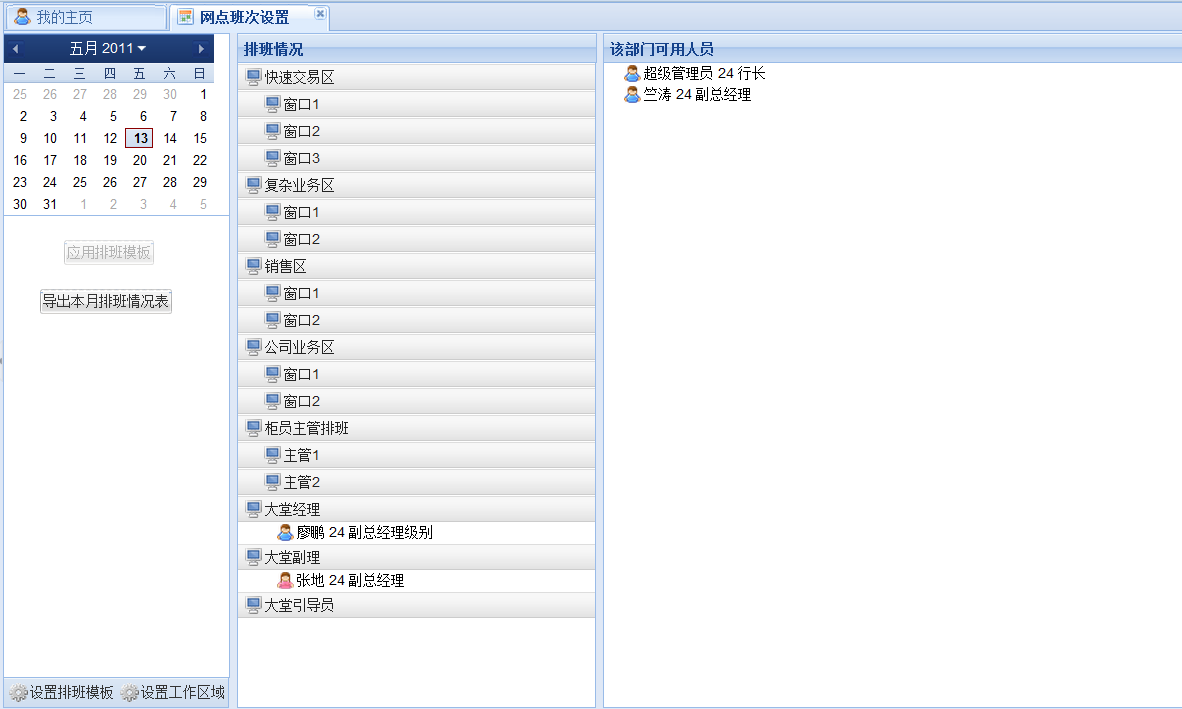 我的主页
网点班次设置
五月 2011
一 二 三 四 五 六 日
25 26 27 28 29 30 1
2 3 4 5 6 7 8
9 10 11 12 13 14 15
16 17 18 19 20 21 22
23 24 25 26 27 28 29
30 31 1 2 3 4 5
应用排班模板
导出本月排班情况表
设置排班模板 设置工作区域
排班情况
快速交易区
窗口1
窗口2
窗口3
复杂业务区
窗口1
窗口2
销售区
窗口1
窗口2
公司业务区
窗口1
窗口2
柜员主管排班
主管1
主管2
大堂经理
廖鹏 24 副总经理级别
大堂副理
张地 24 副总经理
大堂引导员
该部门可用人员
超级管理员 24 行长
竺涛 24 副总经理